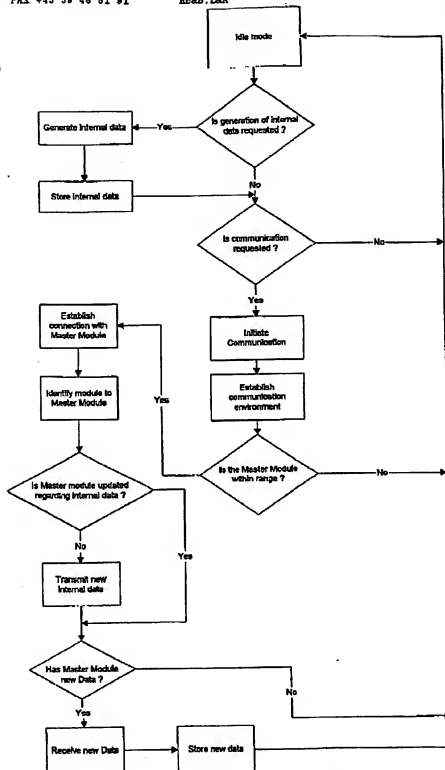 Idle mode
Is generation of internal
data requested ?
Yes
Generate internal data
Store internal data
No
Is communication
requested ?
No
Yes
Initiate
Communication
Establish
communication
environment
Is the Master Module
within range ?
No
Yes
Establish
connection with
Master Module
Identify module to
Master Module
Is Master module updated
regarding internal data ?
No
Yes
Transmit new
internal data
Has Master Module
new Data ?
No
Yes
Receive new Data
Store new data